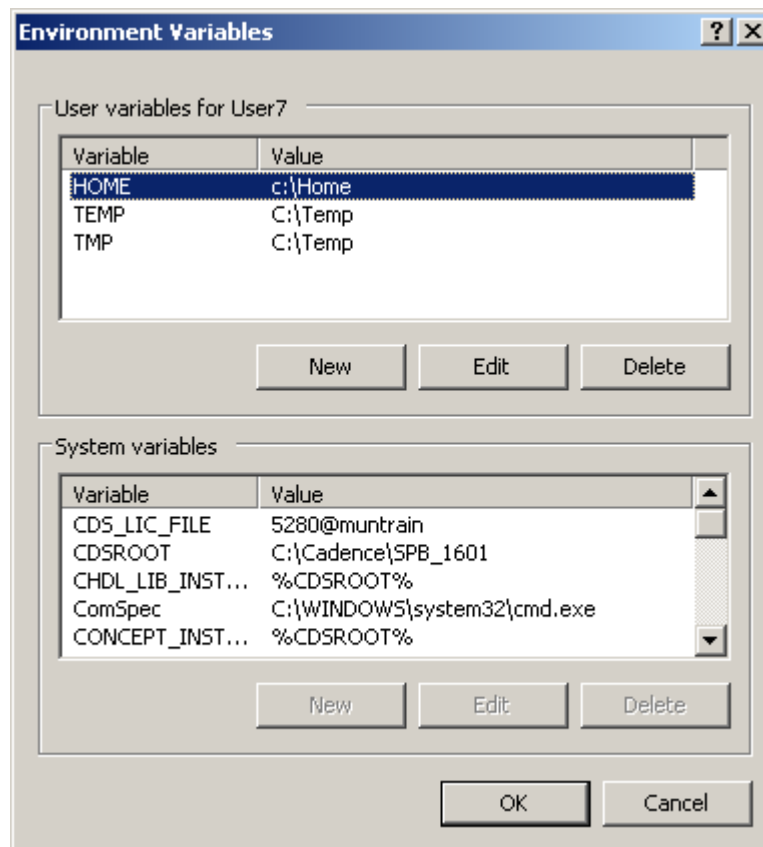 Environment Variables
User variables for User7
Variable Value
HOME c:\Home
TEMP C:\Temp
TMP C:\Temp
New Edit Delete
System variables
Variable Value
CDS_LIC_FILE 5280@muntrain
CDSROOT C:\Cadence\SPB_1601
CHDL_LIB_INST... %CDSROOT%
ComSpec C:\WINDOWS\system32\cmd.exe
CONCEPT_INST... %CDSROOT%
New Edit Delete
OK Cancel